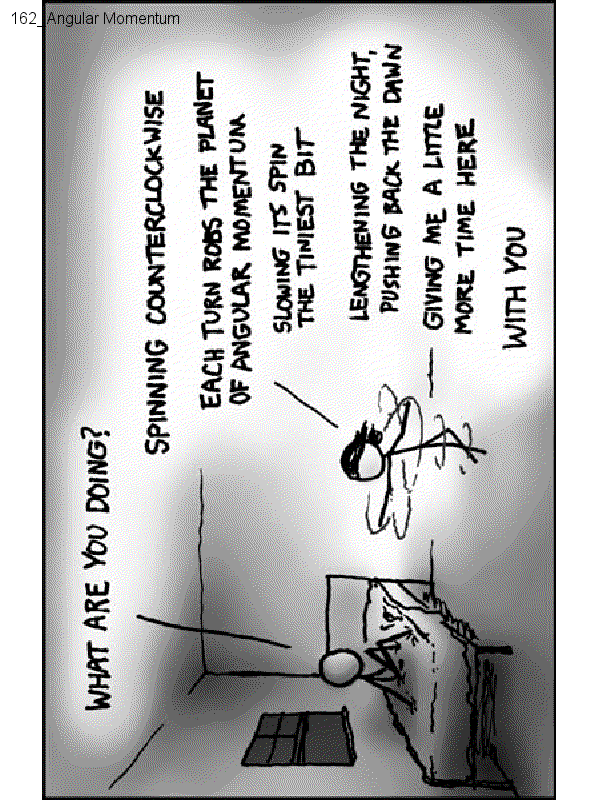 162_Angular Momentum
WHAT ARE YOU DOING?
SPINNING COUNTERCLOCKWISE
EACH TURN ROBS THE PLANET
OF ANGULAR MOMENTUM
SLOWING ITS SPIN
THE TINIEST BIT
LENGTHENING THE NIGHT,
PUSHING BACK THE DAWN
GIVING ME A LITTLE
MORE TIME HERE
WITH YOU